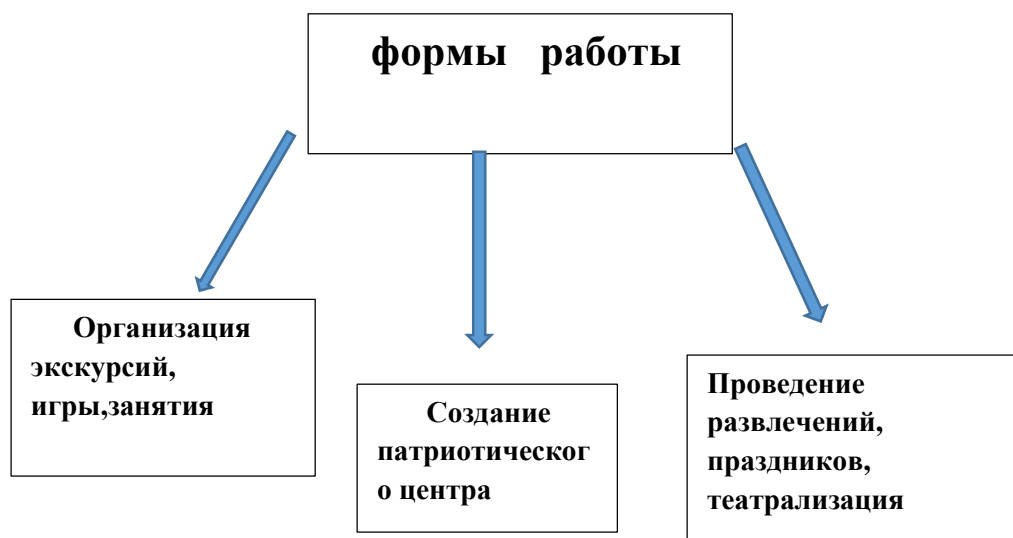 формы работы
Организация
экскурсий,
игры,занятия
Создание
патриотическог
о центра
Проведение
развлечений,
праздников,
театрализация